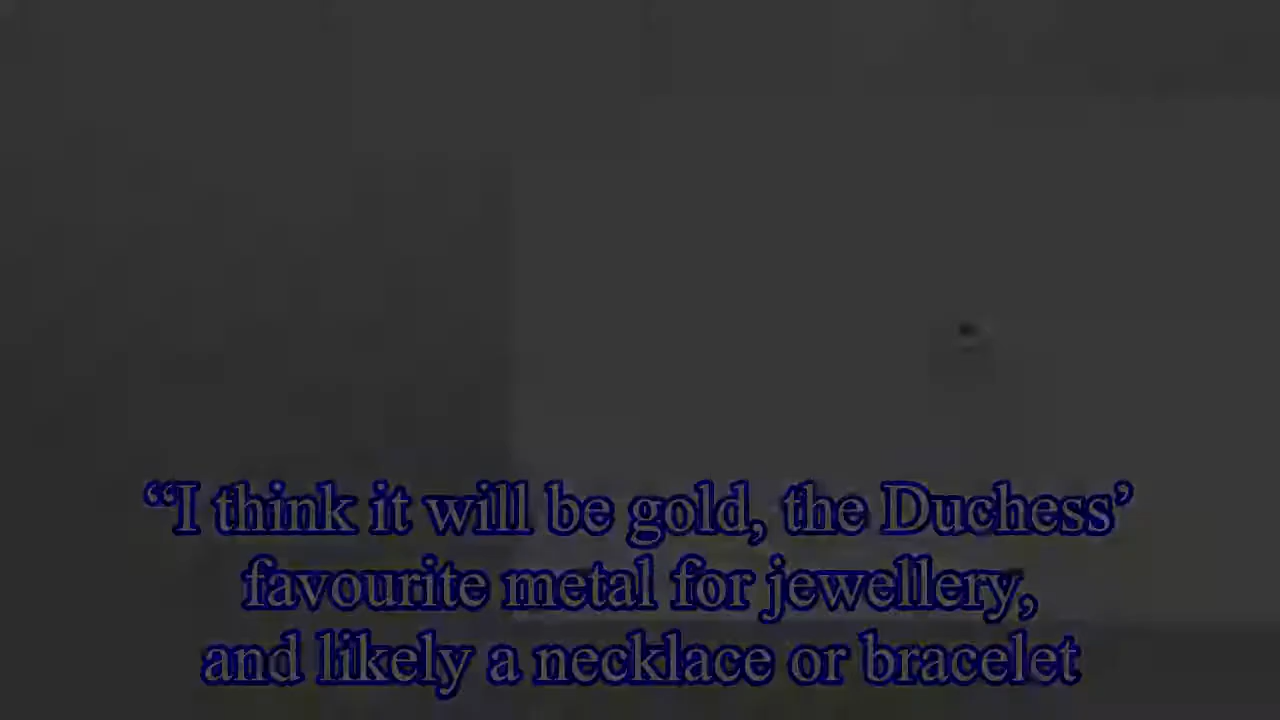 “I think it will be gold, the Duchess’
favourite metal for jewellery,
and likely a necklace or bracelet